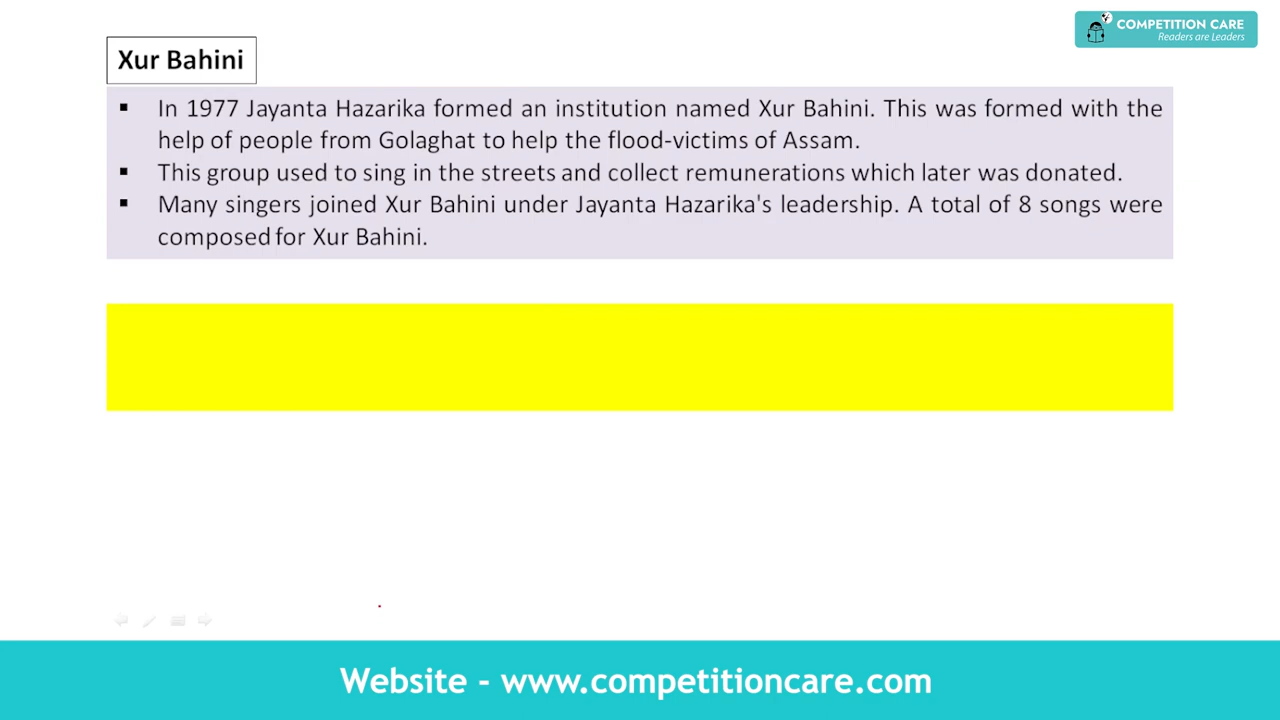 COMPETITION CARE
Readers are Leaders
Xur Bahini
▪ In 1977 Jayanta Hazarika formed an institution named Xur Bahini. This was formed with the
help of people from Golaghat to help the flood-victims of Assam.
▪ This group used to sing in the streets and collect remunerations which later was donated.
▪ Many singers joined Xur Bahini under Jayanta Hazarika's leadership. A total of 8 songs were
composed for Xur Bahini.
Website - www.competitioncare.com